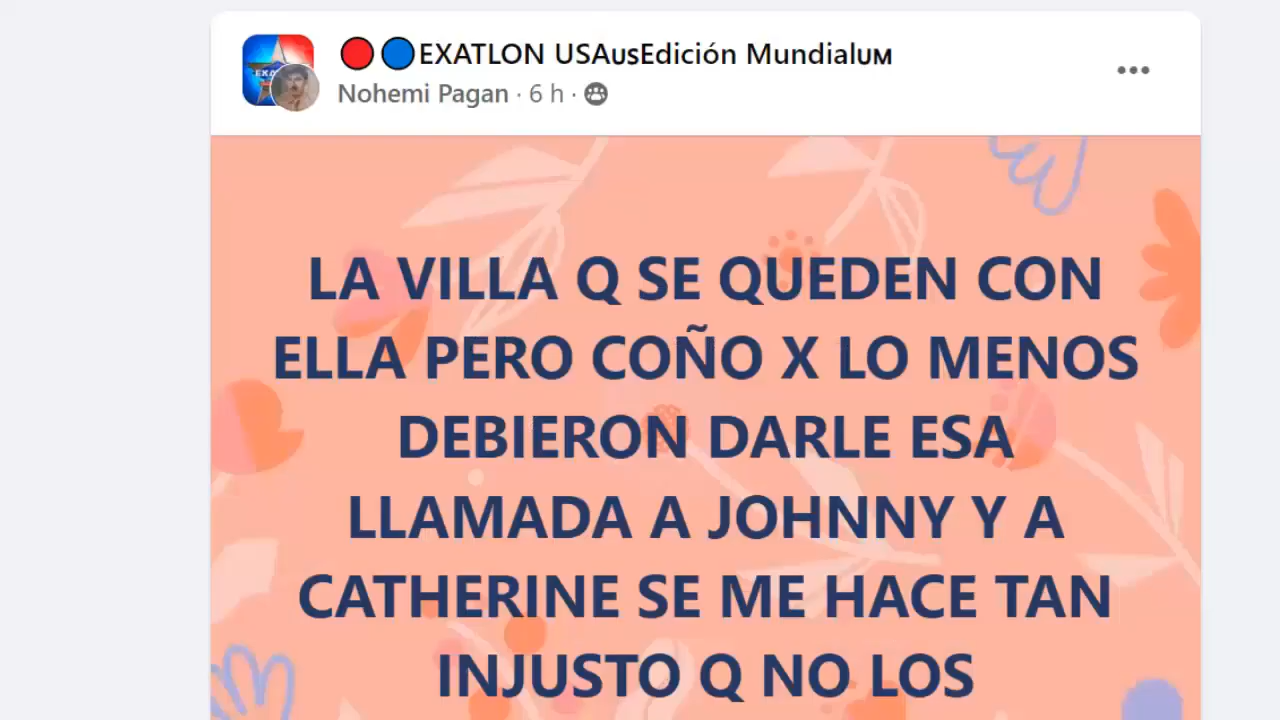 🔴🔵EXATLON USAusEdición Mundialᴜᴍ
Nohemi Pagan · 6 h ·
LA VILLA Q SE QUEDEN CON
ELLA PERO COÑO X LO MENOS
DEBIERON DARLE ESA
LLAMADA A JOHNNY Y A
CATHERINE SE ME HACE TAN
INJUSTO Q NO LOS